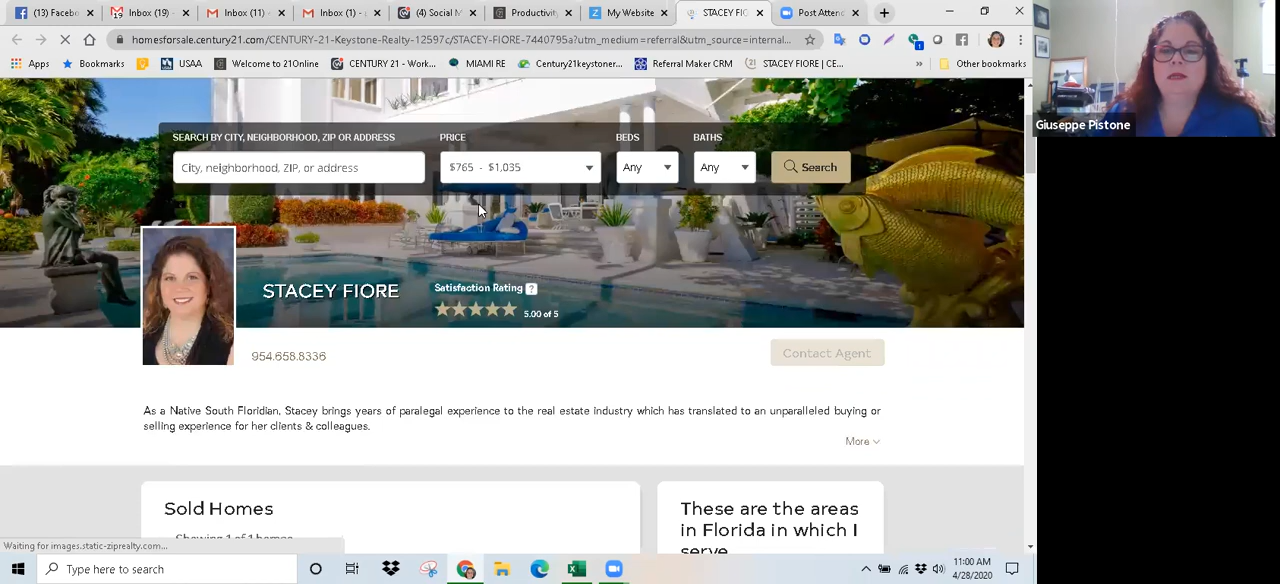 (13) Facebo
Inbox (19) -
Inbox (11) -
Inbox (1) -
(4) Social M
Productivity
My Website
STACEY FIO
Post Attend
homesforsale.century21.com/CENTURY-21-Keystone-Realty-12597c/STACEY-FIORE-7440795a?utm_medium=referral&utm_source=internal...
Apps
Bookmarks
USAA
Welcome to 21Online
CENTURY 21 - Work...
MIAMI RE
Century21keystoner...
Referral Maker CRM
STACEY FIORE | CE...
Other bookmarks
Giuseppe Pistone
SEARCH BY CITY, NEIGHBORHOOD, ZIP OR ADDRESS
PRICE
BEDS
BATHS
City, neighborhood, ZIP, or address
$765 - $1,035
Any
Any
Search
STACEY FIORE
Satisfaction Rating ?
5.00 of 5
954.658.8336
Contact Agent
As a Native South Floridian, Stacey brings years of paralegal experience to the real estate industry which has translated to an unparalleled buying or
selling experience for her clients & colleagues.
More
Sold Homes
Showing 1 of 1 homes
These are the areas
in Florida in which I
serve
Waiting for images.static-ziprealty.com...
Type here to search
11:00 AM
4/28/2020